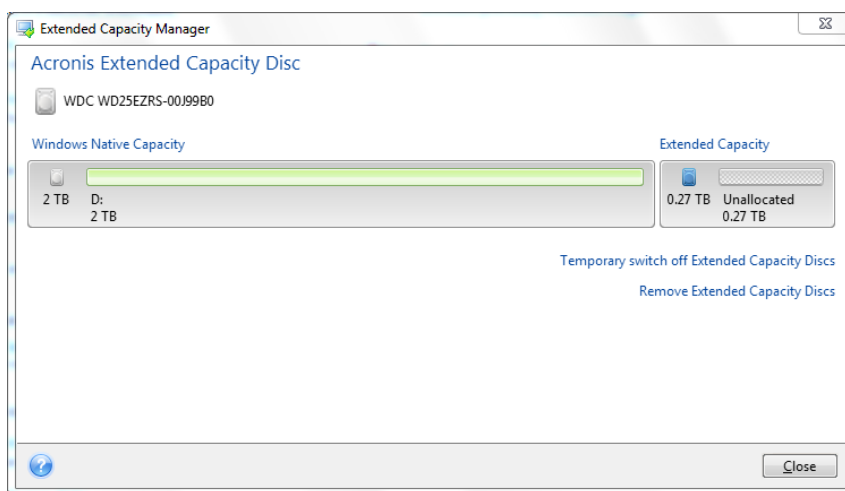 Extended Capacity Manager
Acronis Extended Capacity Disc
WDC WD25EZRS-00J99B0
Windows Native Capacity
Extended Capacity
2 TB
D:
2 TB
0.27 TB
Unallocated
0.27 TB
Temporary switch off Extended Capacity Discs
Remove Extended Capacity Discs
?
Close